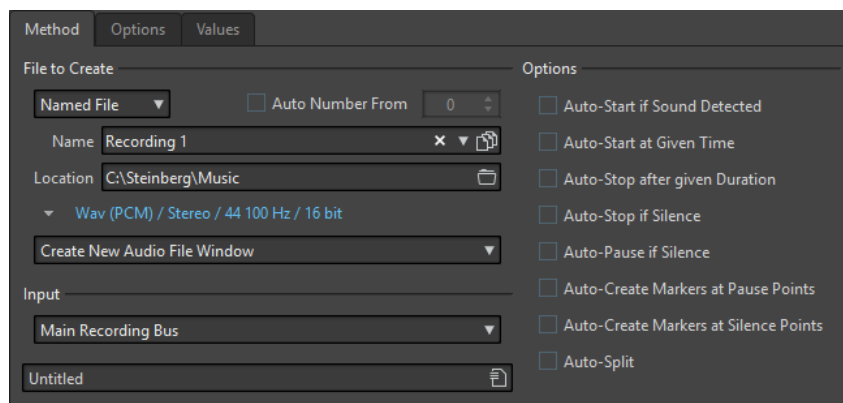 Method Options Values
File to Create
Named File Auto Number From 0
Name Recording 1
Location C:\Steinberg\Music
Wav (PCM) / Stereo / 44 100 Hz / 16 bit
Create New Audio File Window
Input
Main Recording Bus
Untitled
Options
Auto-Start if Sound Detected
Auto-Start at Given Time
Auto-Stop after given Duration
Auto-Stop if Silence
Auto-Pause if Silence
Auto-Create Markers at Pause Points
Auto-Create Markers at Silence Points
Auto-Split